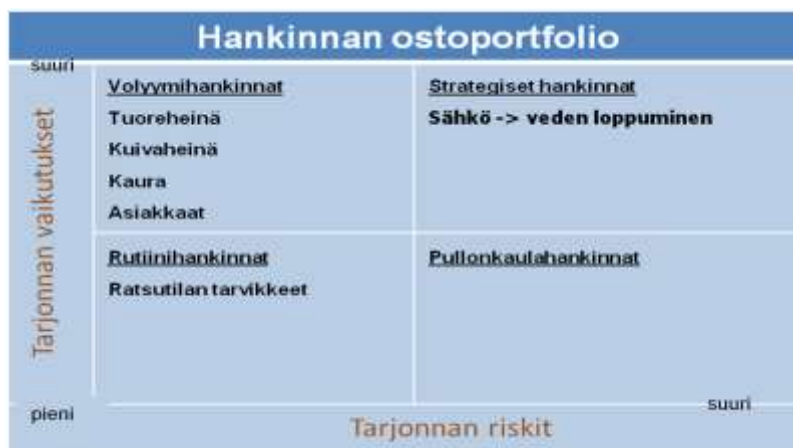 Hankinnan ostoportfolio
suuri
Tarjonnan vaikutukset
Volyymihankinnat
Tuoreheinä
Kuivaheinä
Kaura
Asiakkaat
Strategiset hankinnat
Sähkö -> veden loppuminen
Rutiinihankinnat
Ratsutilan tarvikkeet
Pullonkaulahankinnat
pieni
suuri
Tarjonnan riskit